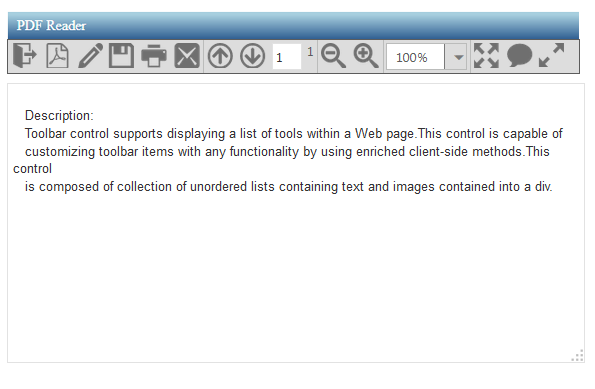 PDF Reader
1 1 100%
Description:
Toolbar control supports displaying a list of tools within a Web page.This control is capable of
customizing toolbar items with any functionality by using enriched client-side methods.This
control
is composed of collection of unordered lists containing text and images contained into a div.